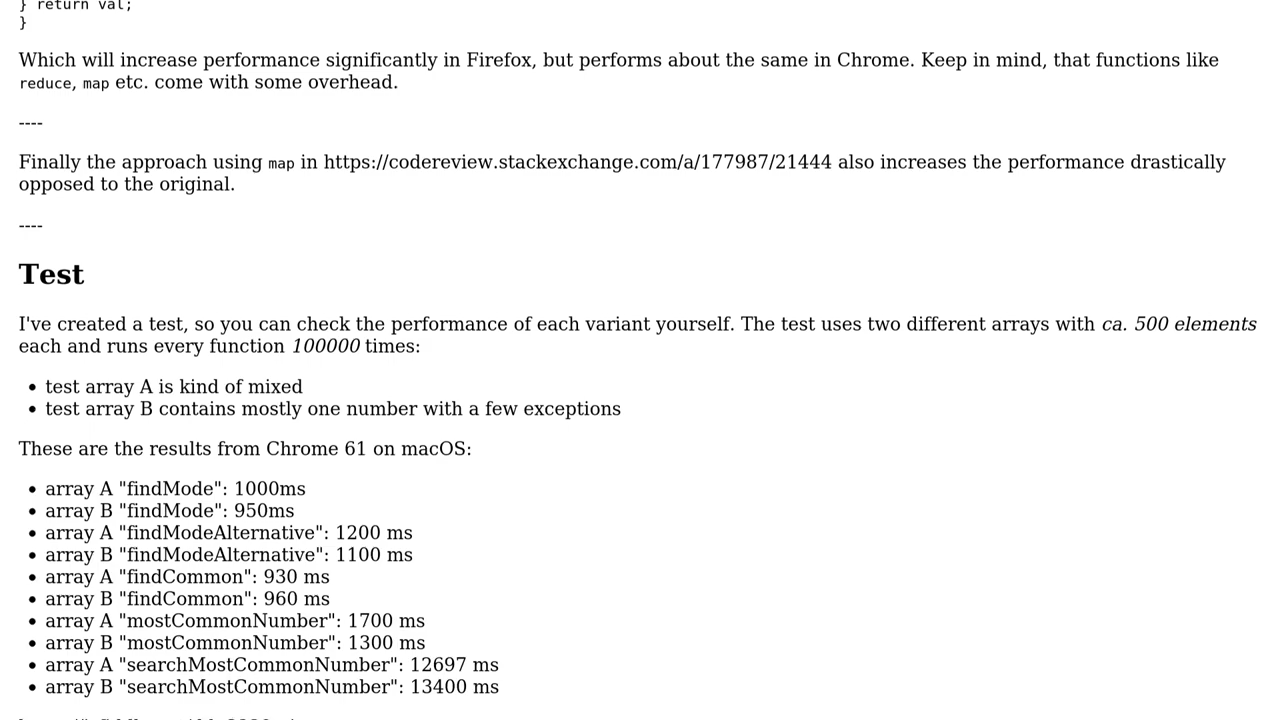 } return val;
}
Which will increase performance significantly in Firefox, but performs about the same in Chrome. Keep in mind, that functions like
reduce, map etc. come with some overhead.
----
Finally the approach using map in https://codereview.stackexchange.com/a/177987/21444 also increases the performance drastically
opposed to the original.
----
Test
I've created a test, so you can check the performance of each variant yourself. The test uses two different arrays with ca. 500 elements
each and runs every function 100000 times:
• test array A is kind of mixed
• test array B contains mostly one number with a few exceptions
These are the results from Chrome 61 on macOS:
• array A "findMode": 1000ms
• array B "findMode": 950ms
• array A "findModeAlternative": 1200 ms
• array B "findModeAlternative": 1100 ms
• array A "findCommon": 930 ms
• array B "findCommon": 960 ms
• array A "mostCommonNumber": 1700 ms
• array B "mostCommonNumber": 1300 ms
• array A "searchMostCommonNumber": 12697 ms
• array B "searchMostCommonNumber": 13400 ms